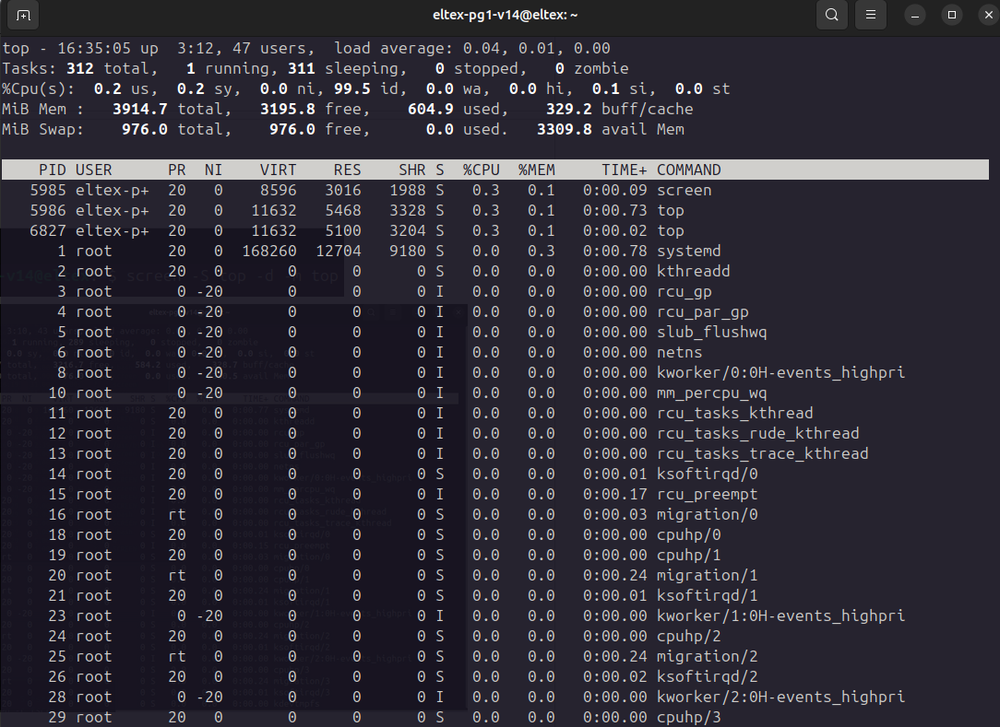 eltex-pg1-v14@eltex: ~
top - 16:35:05 up  3:12, 47 users,  load average: 0.04, 0.01, 0.00
Tasks: 312 total,   1 running, 311 sleeping,   0 stopped,   0 zombie
%Cpu(s):  0.2 us,  0.2 sy,  0.0 ni, 99.5 id,  0.0 wa,  0.0 hi,  0.1 si,  0.0 st
MiB Mem :   3914.7 total,   3195.8 free,    604.9 used,    329.2 buff/cache
MiB Swap:    976.0 total,    976.0 free,      0.0 used.   3309.8 avail Mem
PID USER      PR  NI    VIRT    RES    SHR S  %CPU  %MEM     TIME+ COMMAND
5985 eltex-p+  20   0    8596   3016   1988 S   0.3   0.1   0:00.09 screen
5986 eltex-p+  20   0   11632   5468   3328 S   0.3   0.1   0:00.73 top
6827 eltex-p+  20   0   11632   5100   3204 S   0.3   0.1   0:00.02 top
1 root      20   0  168260  12704   9180 S   0.0   0.3   0:00.78 systemd
2 root      20   0       0      0      0 S   0.0   0.0   0:00.00 kthreadd
3 root       0 -20       0      0      0 I   0.0   0.0   0:00.00 rcu_gp
4 root       0 -20       0      0      0 I   0.0   0.0   0:00.00 rcu_par_gp
5 root       0 -20       0      0      0 I   0.0   0.0   0:00.00 slub_flushwq
6 root       0 -20       0      0      0 I   0.0   0.0   0:00.00 netns
8 root       0 -20       0      0      0 I   0.0   0.0   0:00.00 kworker/0:0H-events_highpri
10 root       0 -20       0      0      0 I   0.0   0.0   0:00.00 mm_percpu_wq
11 root      20   0       0      0      0 I   0.0   0.0   0:00.00 rcu_tasks_kthread
12 root      20   0       0      0      0 I   0.0   0.0   0:00.00 rcu_tasks_rude_kthread
13 root      20   0       0      0      0 I   0.0   0.0   0:00.00 rcu_tasks_trace_kthread
14 root      20   0       0      0      0 S   0.0   0.0   0:00.01 ksoftirqd/0
15 root      20   0       0      0      0 I   0.0   0.0   0:00.17 rcu_preempt
16 root      rt   0       0      0      0 S   0.0   0.0   0:00.03 migration/0
18 root      20   0       0      0      0 S   0.0   0.0   0:00.00 cpuhp/0
19 root      20   0       0      0      0 S   0.0   0.0   0:00.00 cpuhp/1
20 root      rt   0       0      0      0 S   0.0   0.0   0:00.24 migration/1
21 root      20   0       0      0      0 S   0.0   0.0   0:00.01 ksoftirqd/1
23 root       0 -20       0      0      0 I   0.0   0.0   0:00.00 kworker/1:0H-events_highpri
24 root      20   0       0      0      0 S   0.0   0.0   0:00.00 cpuhp/2
25 root      rt   0       0      0      0 S   0.0   0.0   0:00.24 migration/2
26 root      20   0       0      0      0 S   0.0   0.0   0:00.02 ksoftirqd/2
28 root       0 -20       0      0      0 I   0.0   0.0   0:00.00 kworker/2:0H-events_highpri
29 root      20   0       0      0      0 S   0.0   0.0   0:00.00 cpuhp/3